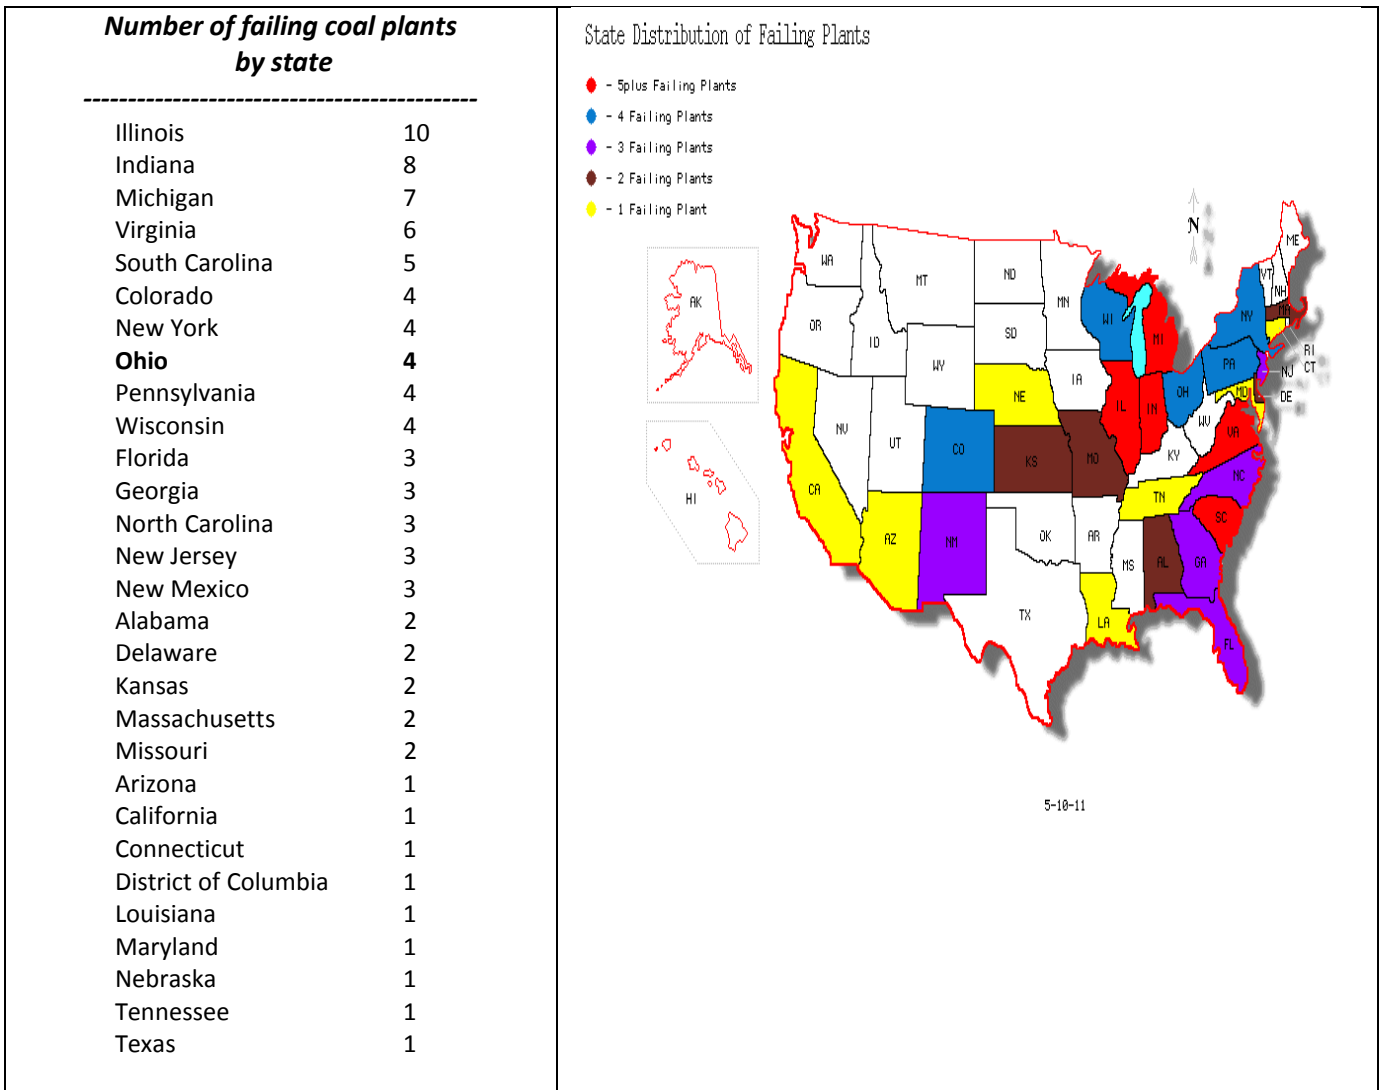 Number of failing coal plants
by state
--------------------------------------------
Illinois 10
Indiana 8
Michigan 7
Virginia 6
South Carolina 5
Colorado 4
New York 4
Ohio 4
Pennsylvania 4
Wisconsin 4
Florida 3
Georgia 3
North Carolina 3
New Jersey 3
New Mexico 3
Alabama 2
Delaware 2
Kansas 2
Massachusetts 2
Missouri 2
Arizona 1
California 1
Connecticut 1
District of Columbia 1
Louisiana 1
Maryland 1
Nebraska 1
Tennessee 1
Texas 1
State Distribution of Failing Plants
- 5plus Failing Plants
- 4 Failing Plants
- 3 Failing Plants
- 2 Failing Plants
- 1 Failing Plant
N
ME
WA
MT
ND
MN
VT
NH
AK
OR
ID
SD
WI
MI
NY
MA
WY
IA
PA
RI
NJ
CT
NE
IL
IN
OH
MD
DE
NV
UT
CO
KS
MO
KY
WV
VA
HI
CA
AZ
NM
OK
AR
TN
NC
SC
MS
AL
GA
TX
LA
FL
5-10-11